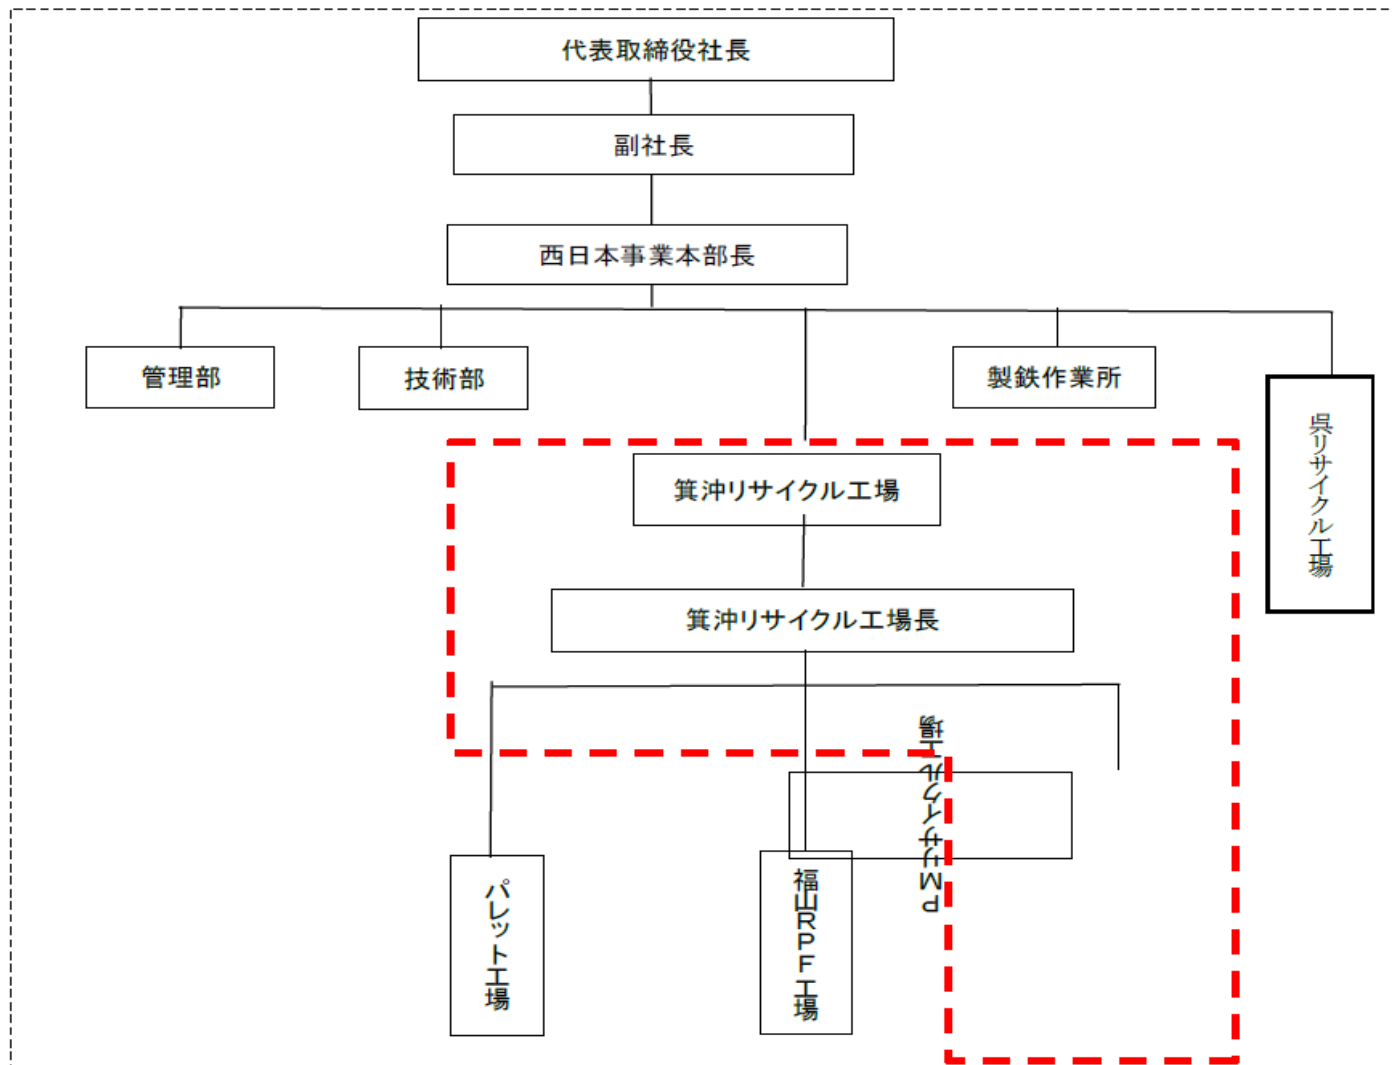 代表取締役社長
副社長
西日本事業本部長
管理部
技術部
製鉄作業所
呉リサイクル工場
箕沖リサイクル工場
箕沖リサイクル工場長
PMリサイクル工場
パレット工場
福山RPF工場